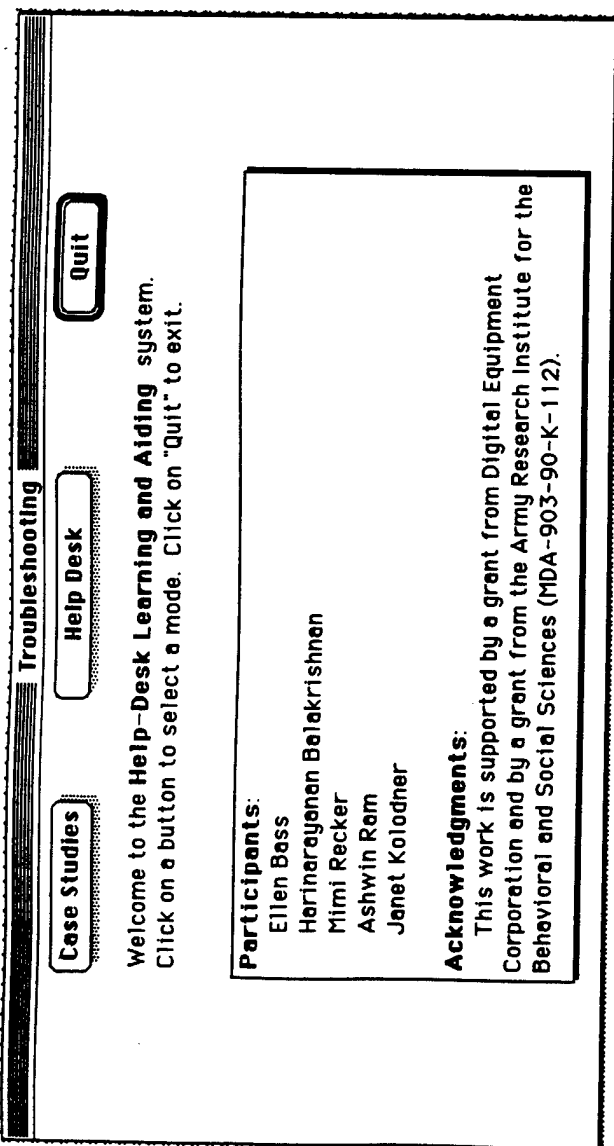 Troubleshooting
Case Studies
Help Desk
Quit
Welcome to the Help-Desk Learning and Aiding system.
Click on a button to select a mode. Click on "Quit" to exit.
Participants:
Ellen Bass
Harinarayanan Balakrishnan
Mimi Recker
Ashwin Ram
Janet Kolodner
Acknowledgments:
This work is supported by a grant from Digital Equipment
Corporation and by a grant from the Army Research Institute for the
Behavioral and Social Sciences (MDA-903-90-K-112).